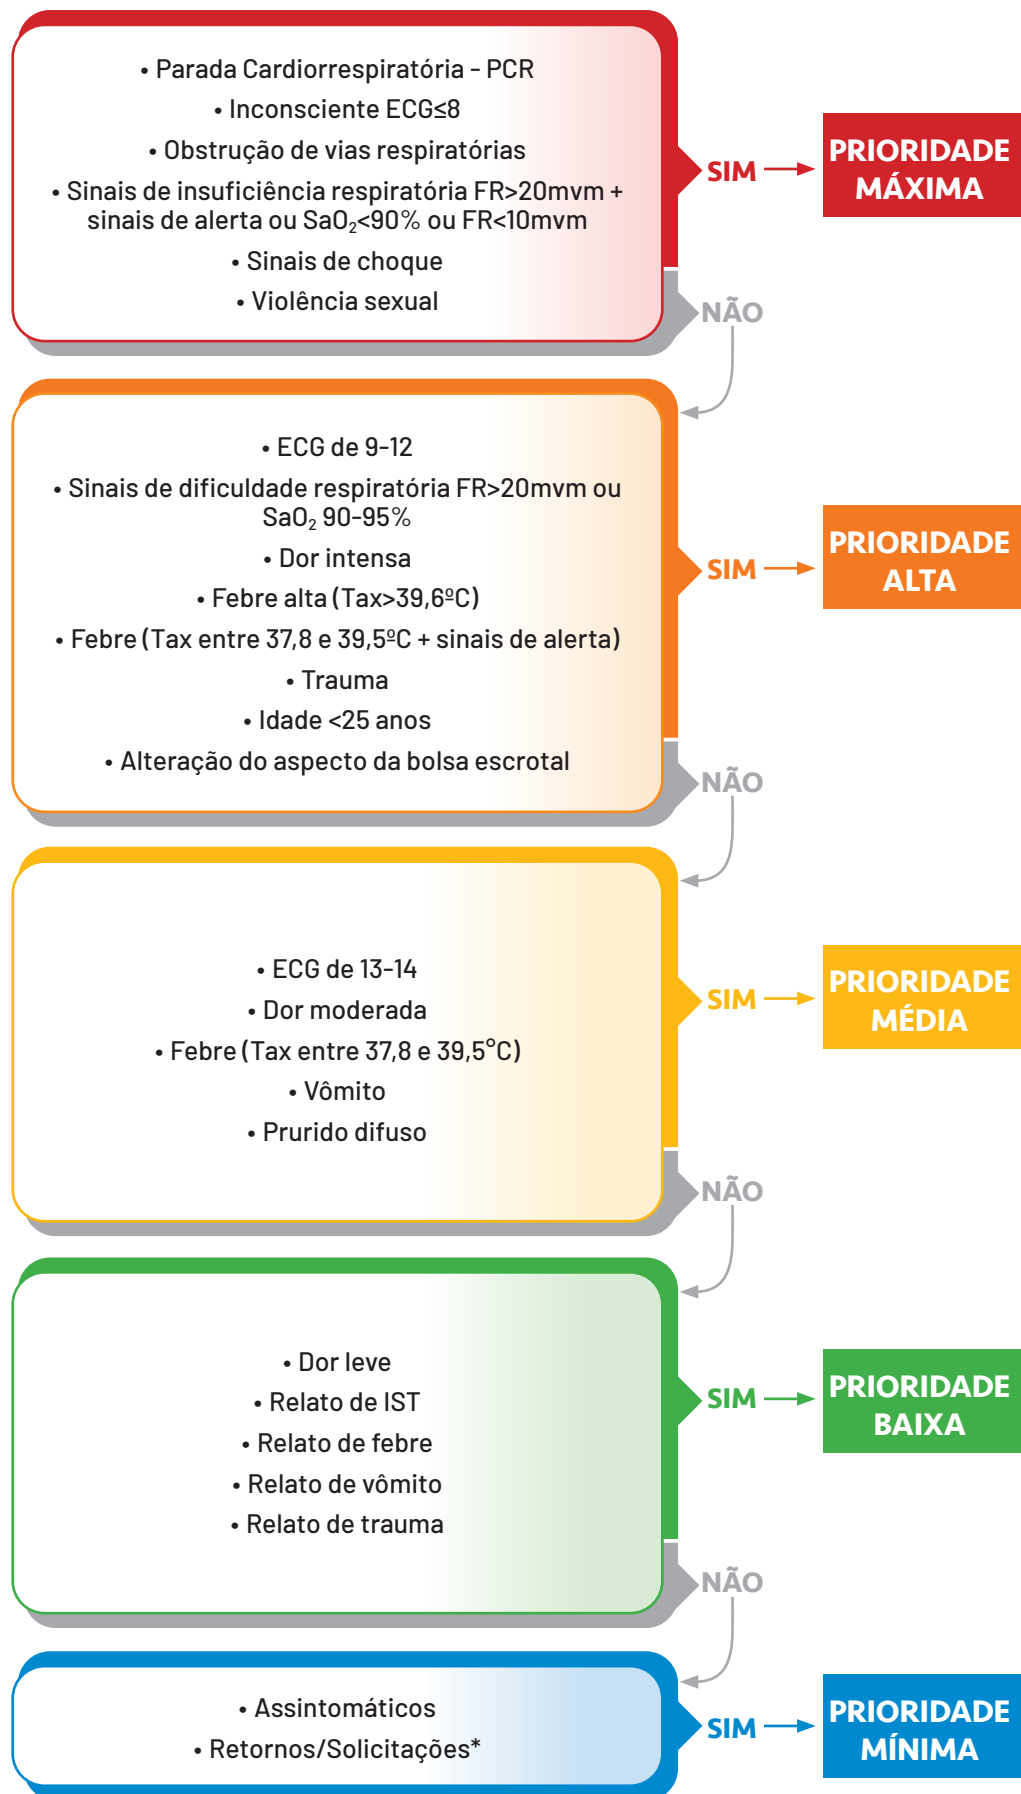 • Parada Cardiorrespiratória - PCR
• Inconsciente ECG≤8
• Obstrução de vias respiratórias
• Sinais de insuficiência respiratória FR>20mvm +
sinais de alerta ou SaO₂<90% ou FR<10mvm
• Sinais de choque
• Violência sexual
SIM
PRIORIDADE
MÁXIMA
NÃO
• ECG de 9-12
• Sinais de dificuldade respiratória FR>20mvm ou
SaO₂ 90-95%
• Dor intensa
• Febre alta (Tax>39,6ºC)
• Febre (Tax entre 37,8 e 39,5ºC + sinais de alerta)
• Trauma
• Idade <25 anos
• Alteração do aspecto da bolsa escrotal
SIM
PRIORIDADE
ALTA
NÃO
• ECG de 13-14
• Dor moderada
• Febre (Tax entre 37,8 e 39,5°C)
• Vômito
• Prurido difuso
SIM
PRIORIDADE
MÉDIA
NÃO
• Dor leve
• Relato de IST
• Relato de febre
• Relato de vômito
• Relato de trauma
SIM
PRIORIDADE
BAIXA
NÃO
• Assintomáticos
• Retornos/Solicitações*
SIM
PRIORIDADE
MÍNIMA